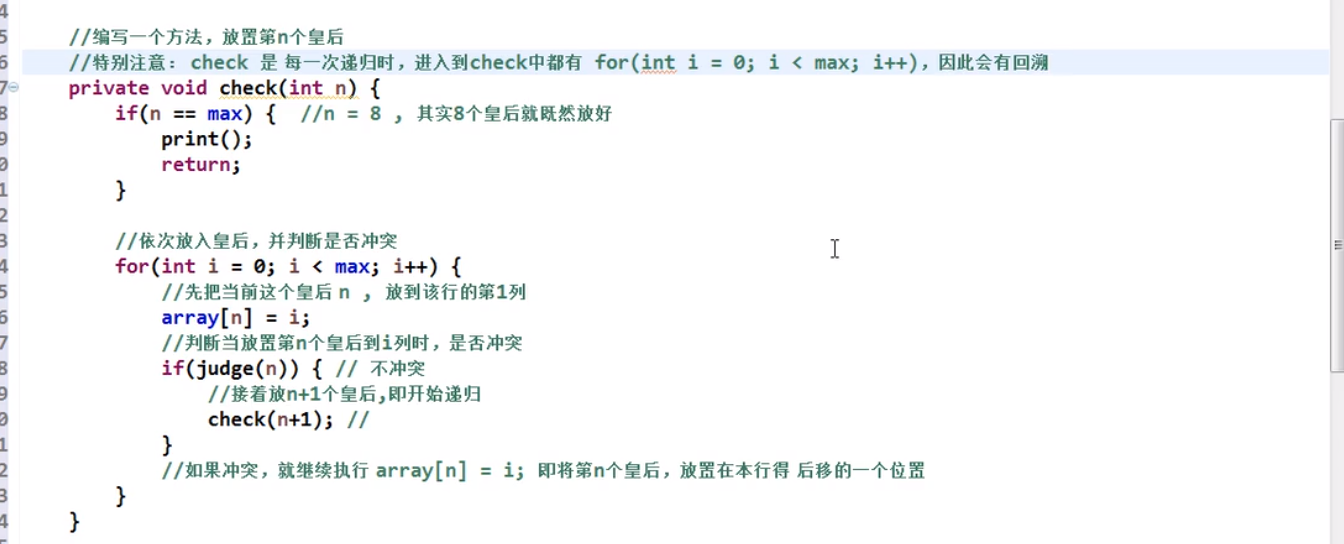 4
5 //编写一个方法，放置第n个皇后
6 //特别注意： check 是 每一次递归时，进入到check中都有 for(int i = 0; i < max; i++)，因此会有回溯
7 private void check(int n) {
8 if(n == max) { //n = 8 , 其实8个皇后就既然放好
9 print();
0 return;
1 }
2
3 //依次放入皇后，并判断是否冲突
4 for(int i = 0; i < max; i++) {
5 //先把当前这个皇后 n , 放到该行的第1列
6 array[n] = i;
7 //判断当放置第n个皇后到i列时，是否冲突
8 if(judge(n)) { // 不冲突
9 //接着放n+1个皇后,即开始递归
0 check(n+1); //
1 }
2 //如果冲突，就继续执行 array[n] = i; 即将第n个皇后，放置在本行得 后移的一个位置
3 }
4 }